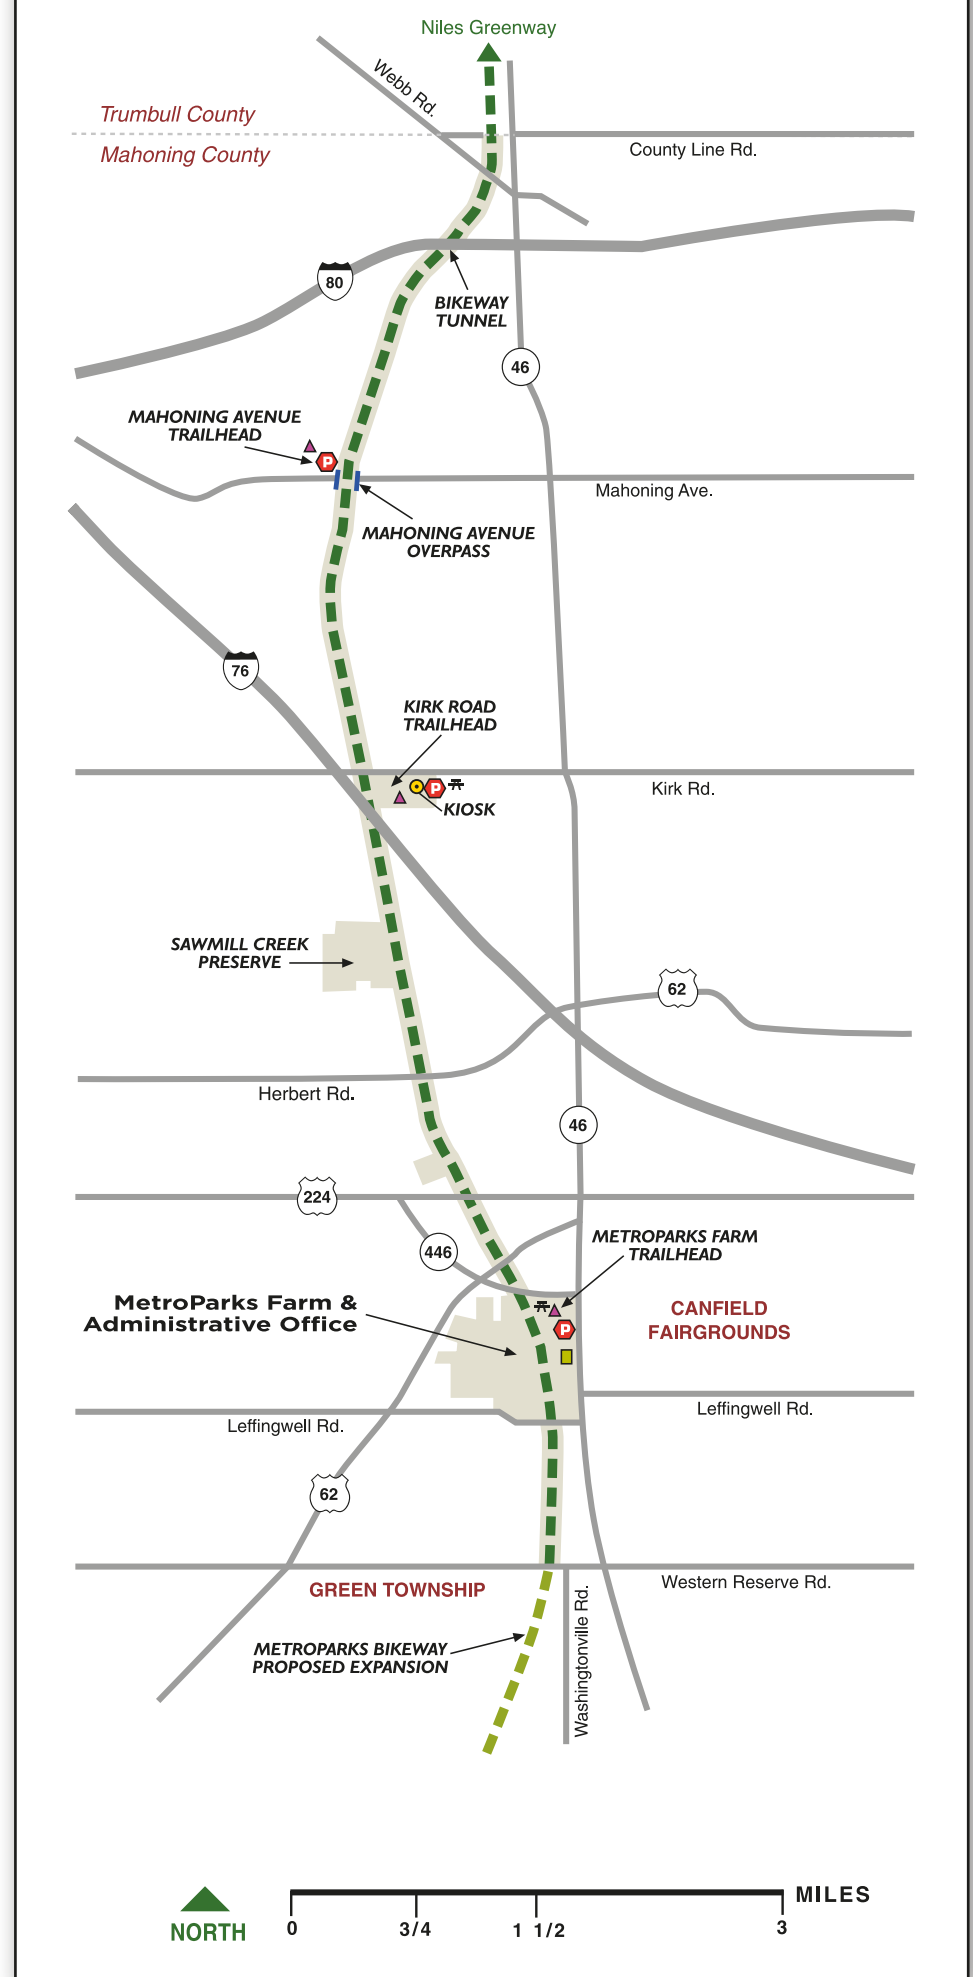 Niles Greenway
Webb Rd.
Trumbull County
Mahoning County
County Line Rd.
80
BIKEWAY
TUNNEL
46
MAHONING AVENUE
TRAILHEAD
P
Mahoning Ave.
MAHONING AVENUE
OVERPASS
76
KIRK ROAD
TRAILHEAD
P
Kirk Rd.
KIOSK
SAWMILL CREEK
PRESERVE
62
Herbert Rd.
46
224
446
METROPARKS FARM
TRAILHEAD
MetroParks Farm &
Administrative Office
P
CANFIELD
FAIRGROUNDS
Leffingwell Rd.
Leffingwell Rd.
62
Western Reserve Rd.
GREEN TOWNSHIP
METROPARKS BIKEWAY
PROPOSED EXPANSION
Washingtonville Rd.
NORTH
MILES
0 3/4 1 1/2 3